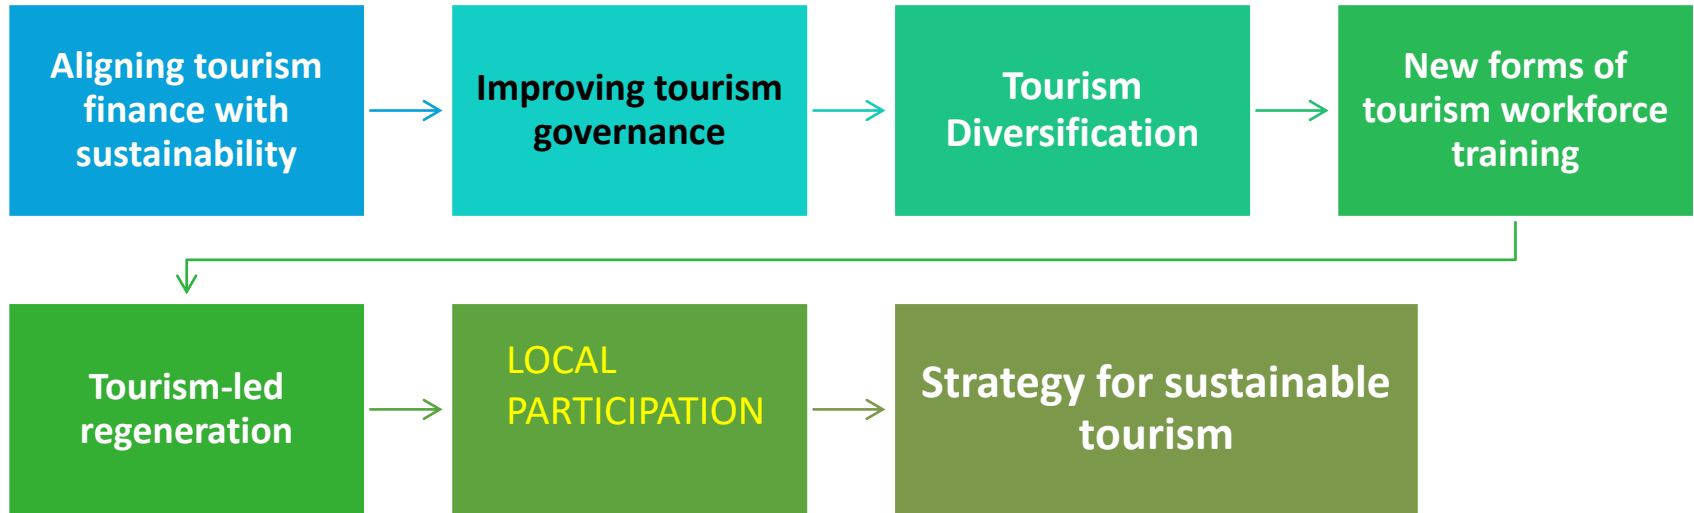 Aligning tourism
finance with
sustainability
Improving tourism
governance
Tourism
Diversification
New forms of
tourism workforce
training
Tourism-led
regeneration
LOCAL
PARTICIPATION
Strategy for sustainable
tourism